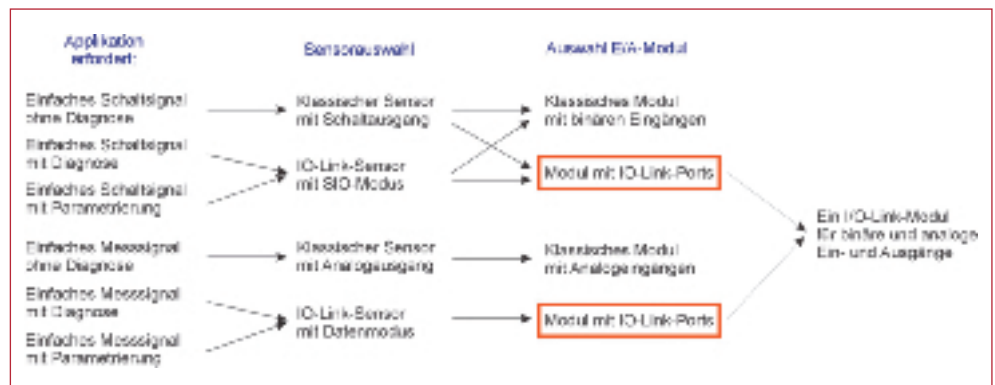 Applikation
erfordert:
Sensorauswahl
Auswahl E/A-Modul
Einfaches Schaltsignal
ohne Diagnose
Klassischer Sensor
mit Schaltausgang
Klassisches Modul
mit binären Eingängen
Einfaches Schaltsignal
mit Diagnose
IO-Link-Sensor
mit SIO-Modus
Modul mit IO-Link-Ports
Einfaches Schaltsignal
mit Parametrierung
Ein I/O-Link-Modul
für binäre und analoge
Ein- und Ausgänge
Einfaches Messsignal
ohne Diagnose
Klassischer Sensor
mit Analogausgang
Klassisches Modul
mit Analogeingängen
Einfaches Messsignal
mit Diagnose
IO-Link-Sensor
mit Datenmodus
Modul mit IO-Link-Ports
Einfaches Messsignal
mit Parametrierung